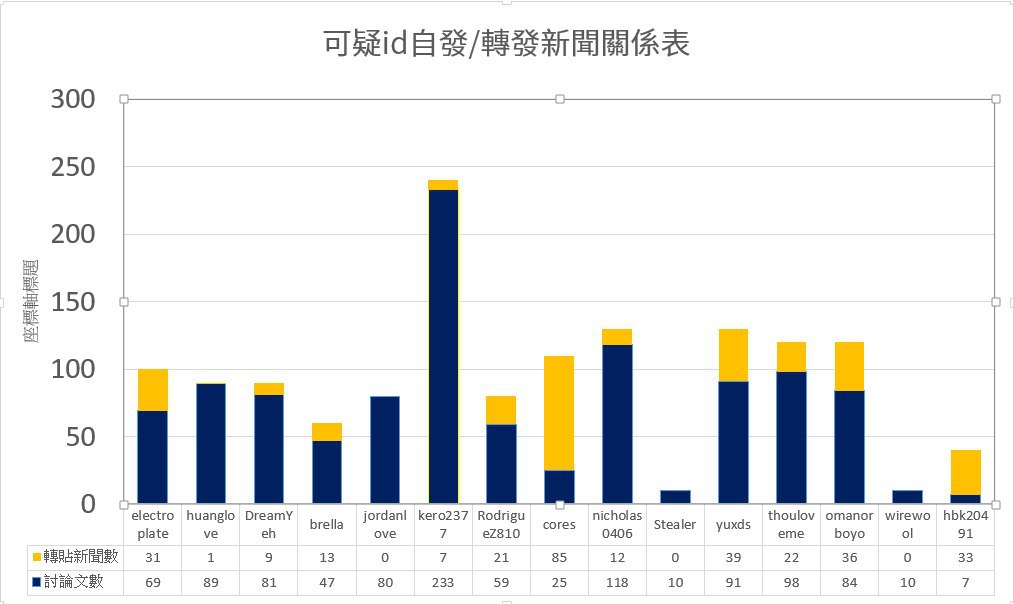 可疑id自發/轉發新聞關係表
300
250
200
150
100
50
0
座標軸標題
electro huanglo DreamY brella jordanl kero237 Rodrigu cores nicholas Stealer yuxds thoulov omanor wirewo hbk204
plate ve eh ove 7 eZ810 0406 eme boyo ol 91
轉貼新聞數 31 1 9 13 0 7 21 85 12 0 39 22 36 0 33
討論文數 69 89 81 47 80 233 59 25 118 10 91 98 84 10 7